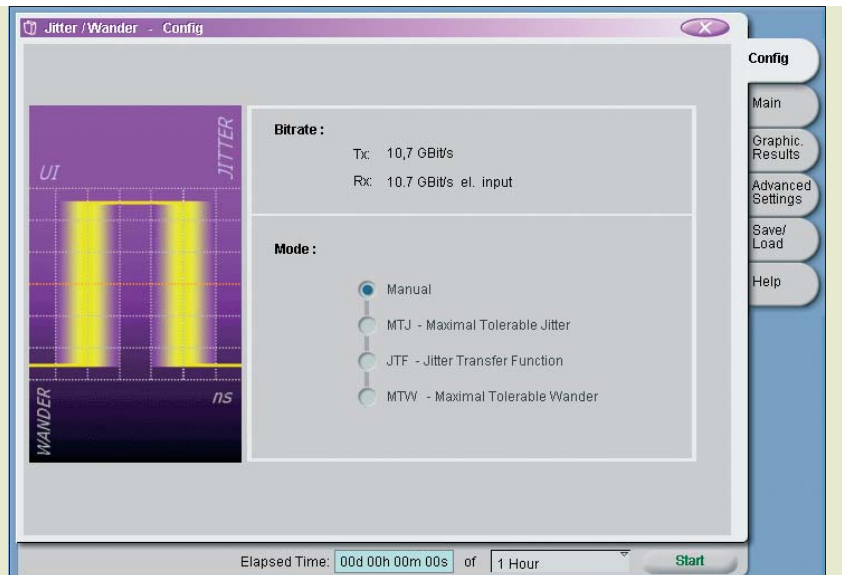 Jitter / Wander - Config
Config
Main
Graphic.
Results
Advanced
Settings
Save/
Load
Help
UI
JITTER
WANDER
ns
Bitrate :
Tx: 10,7 GBit/s
Rx: 10.7 GBit/s el. input
Mode :
Manual
MTJ - Maximal Tolerable Jitter
JTF - Jitter Transfer Function
MTW - Maximal Tolerable Wander
Elapsed Time: 00d 00h 00m 00s of 1 Hour Start